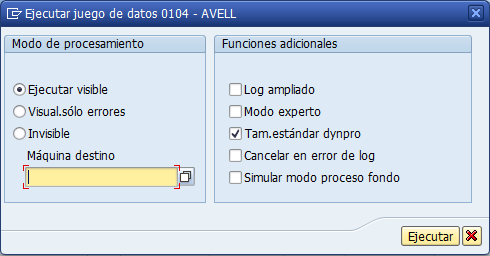 Ejecutar juego de datos 0104 - AVELL
Modo de procesamiento
Ejecutar visible
Visual.sólo errores
Invisible
Máquina destino
Funciones adicionales
Log ampliado
Modo experto
Tam.estándar dynpro
Cancelar en error de log
Simular modo proceso fondo
Ejecutar